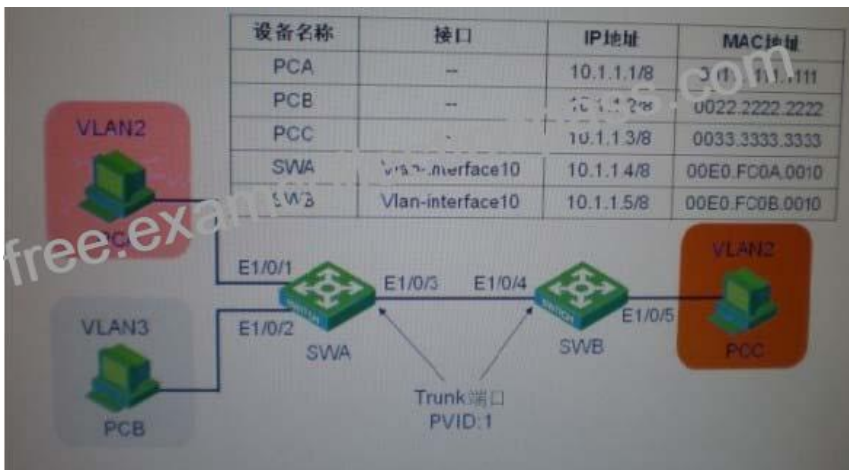 设备名称 接口 IP地址 MAC地址
PCA -- 10.1.1.1/8
PCB -- 0022.2222.2222
PCC - 10.1.1.3/8 0033.3333.3333
SWA 10.1.1.4/8 00E0.FC0A.0010
SWB Vlan-interface10 10.1.1.5/8 00E0.FC0B.0010
VLAN2
PCA
VLAN3
PCB
E1/0/1
E1/0/2
SWA
E1/0/3
E1/0/4
SWB
E1/0/5
VLAN2
PCC
Trunk端口
PVID:1